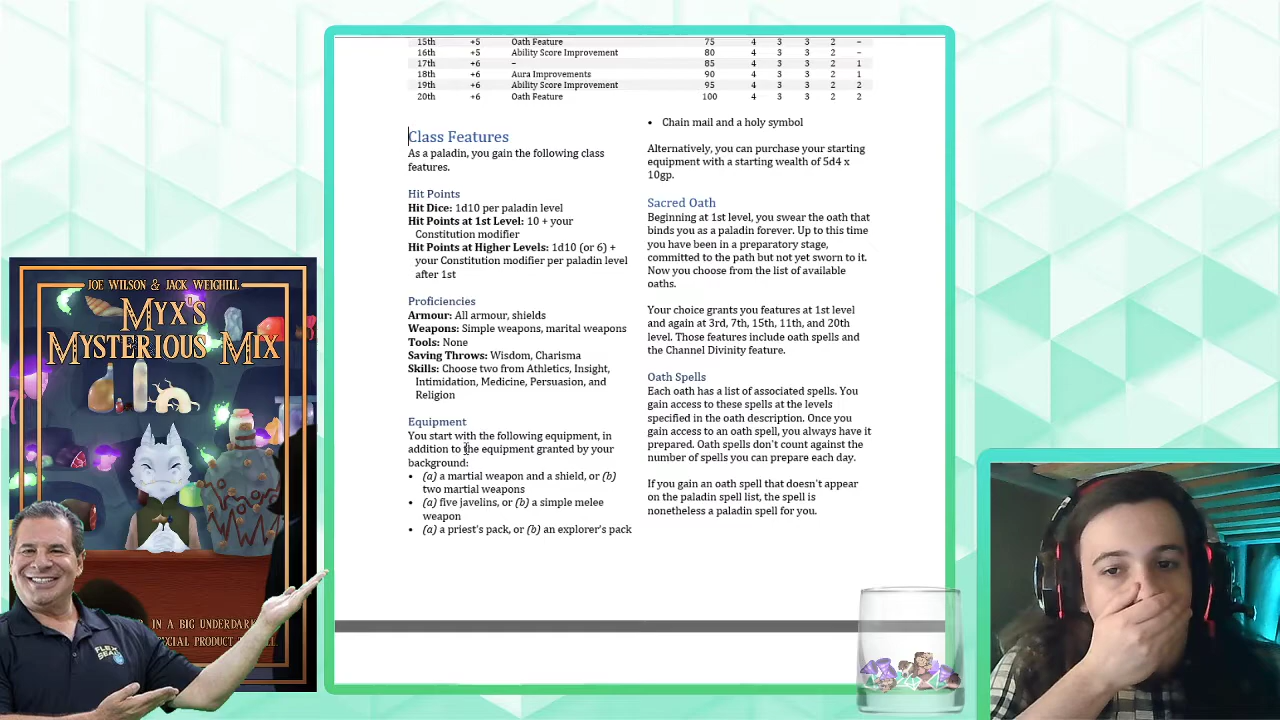 15th +5 Oath Feature 75 4 3 3 2 –
16th +5 Ability Score Improvement 80 4 3 3 2 –
17th +6 – 85 4 3 3 2 1
18th +6 Aura Improvements 90 4 3 3 2 1
19th +6 Ability Score Improvement 95 4 3 3 2 2
20th +6 Oath Feature 100 4 3 3 2 2
Class Features
As a paladin, you gain the following class
features.
Hit Points
Hit Dice: 1d10 per paladin level
Hit Points at 1st Level: 10 + your
Constitution modifier
Hit Points at Higher Levels: 1d10 (or 6) +
your Constitution modifier per paladin level
after 1st
Proficiencies
Armour: All armour, shields
Weapons: Simple weapons, marital weapons
Tools: None
Saving Throws: Wisdom, Charisma
Skills: Choose two from Athletics, Insight,
Intimidation, Medicine, Persuasion, and
Religion
Equipment
You start with the following equipment, in
addition to the equipment granted by your
background:
• (a) a martial weapon and a shield, or (b)
two martial weapons
• (a) five javelins, or (b) a simple melee
weapon
• (a) a priest's pack, or (b) an explorer's pack
• Chain mail and a holy symbol
Alternatively, you can purchase your starting
equipment with a starting wealth of 5d4 x
10gp.
Sacred Oath
Beginning at 1st level, you swear the oath that
binds you as a paladin forever. Up to this time
you have been in a preparatory stage,
committed to the path but not yet sworn to it.
Now you choose from the list of available
oaths.
Your choice grants you features at 1st level
and again at 3rd, 7th, 15th, 11th, and 20th
level. Those features include oath spells and
the Channel Divinity feature.
Oath Spells
Each oath has a list of associated spells. You
gain access to these spells at the levels
specified in the oath description. Once you
gain access to an oath spell, you always have it
prepared. Oath spells don't count against the
number of spells you can prepare each day.
If you gain an oath spell that doesn't appear
on the paladin spell list, the spell is
nonetheless a paladin spell for you.
JOE WILSON & JACK WEIGHILL
MYX'S
MYSTERIOUS MIX
IN A BIG UNDERDARK
PRODUCT
FLEX
SEAL